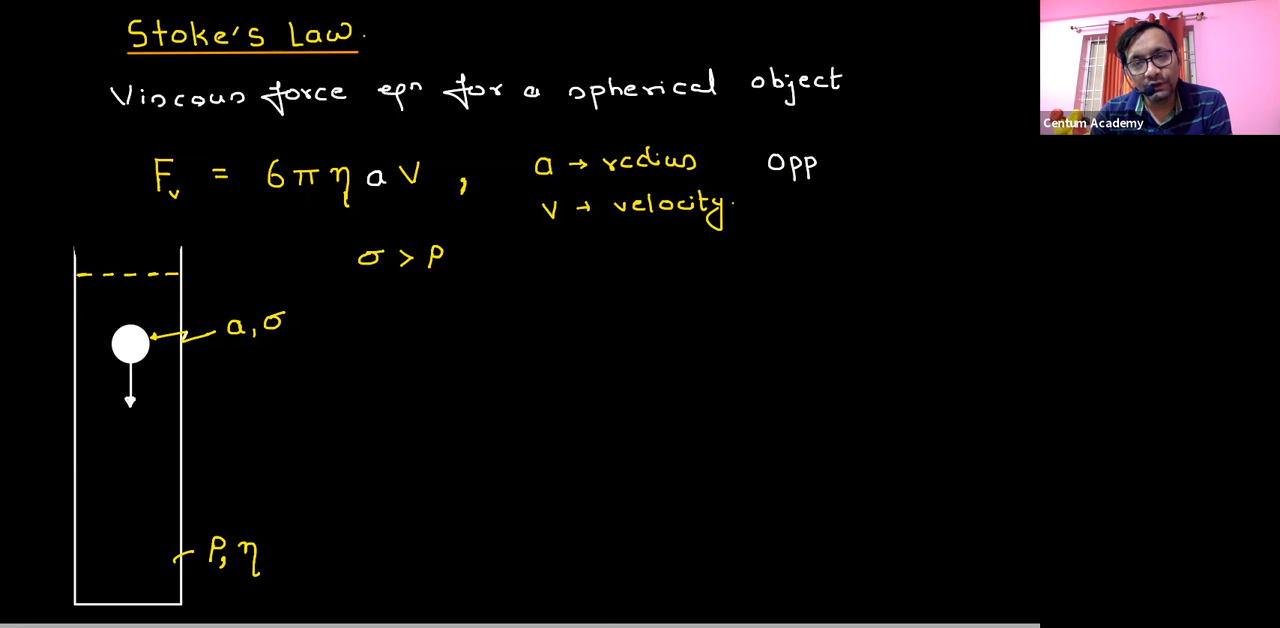 Stoke's Law.
Viscous force eqn for a spherical object
Fv = 6πηav, a → radius opp
v → velocity.
σ > ρ
a, σ
ρ, η
Centum Academy